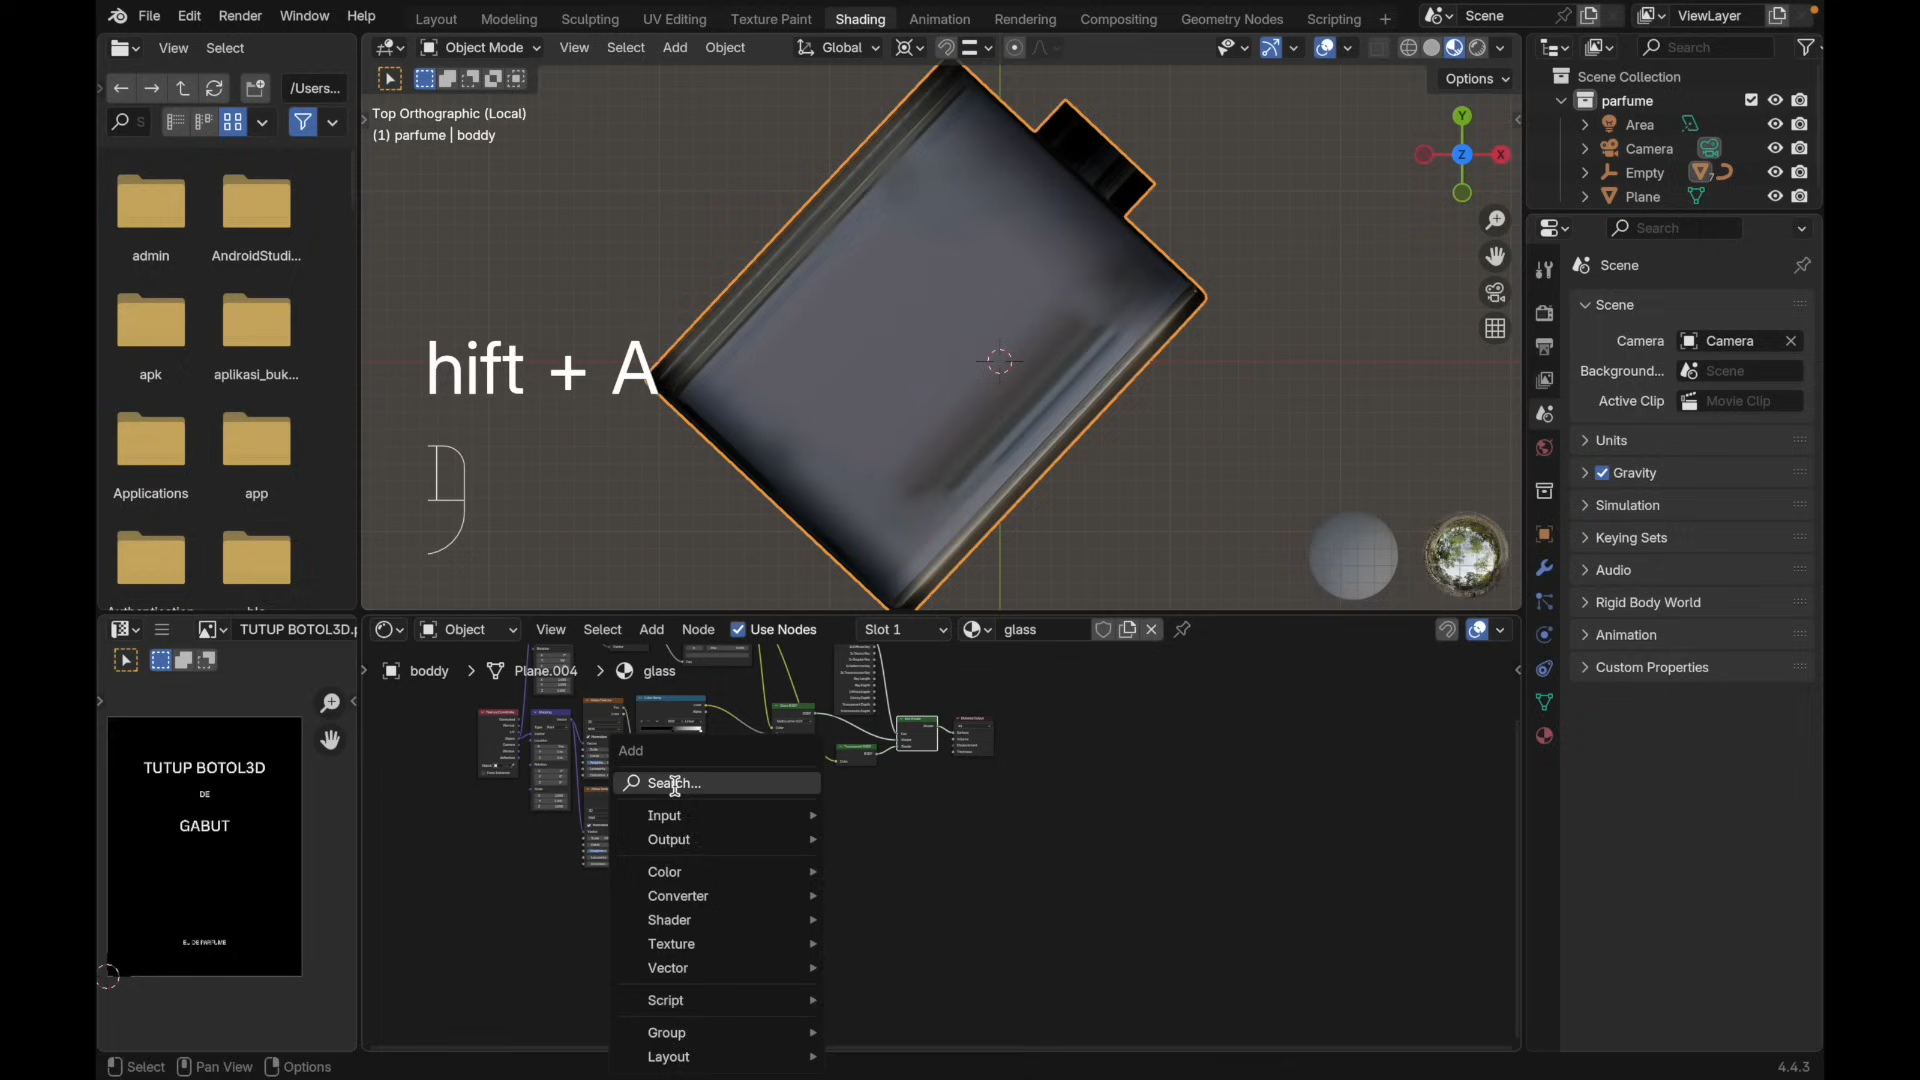 File Edit Render Window Help Layout Modeling Sculpting UV Editing Texture Paint Shading Animation Rendering Compositing Geometry Nodes Scripting + Scene ViewLayer
View Select
Object Mode View Select Add Object Global
Search
/Users...
Options
S
Top Orthographic (Local)
(1) parfume | boddy
Scene Collection
parfume
Area
Camera
Empty
7
Plane
Y
Z
X
admin
AndroidStudi...
apk
aplikasi_buk...
Applications
app
hift + A
Search
Scene
Scene
Camera Camera
Background... Scene
Active Clip Movie Clip
Units
Gravity
Simulation
Keying Sets
Audio
Rigid Body World
Animation
Custom Properties
TUTUP BOTOL3D.p
Object View Select Add Node Use Nodes Slot 1 glass
boddy > Plane.004 > glass
TUTUP BOTOL3D
DE
GABUT
Add
Search...
Input
Output
Color
Converter
Shader
Texture
Vector
Script
Group
Layout
Select Pan View Options
4.4.3